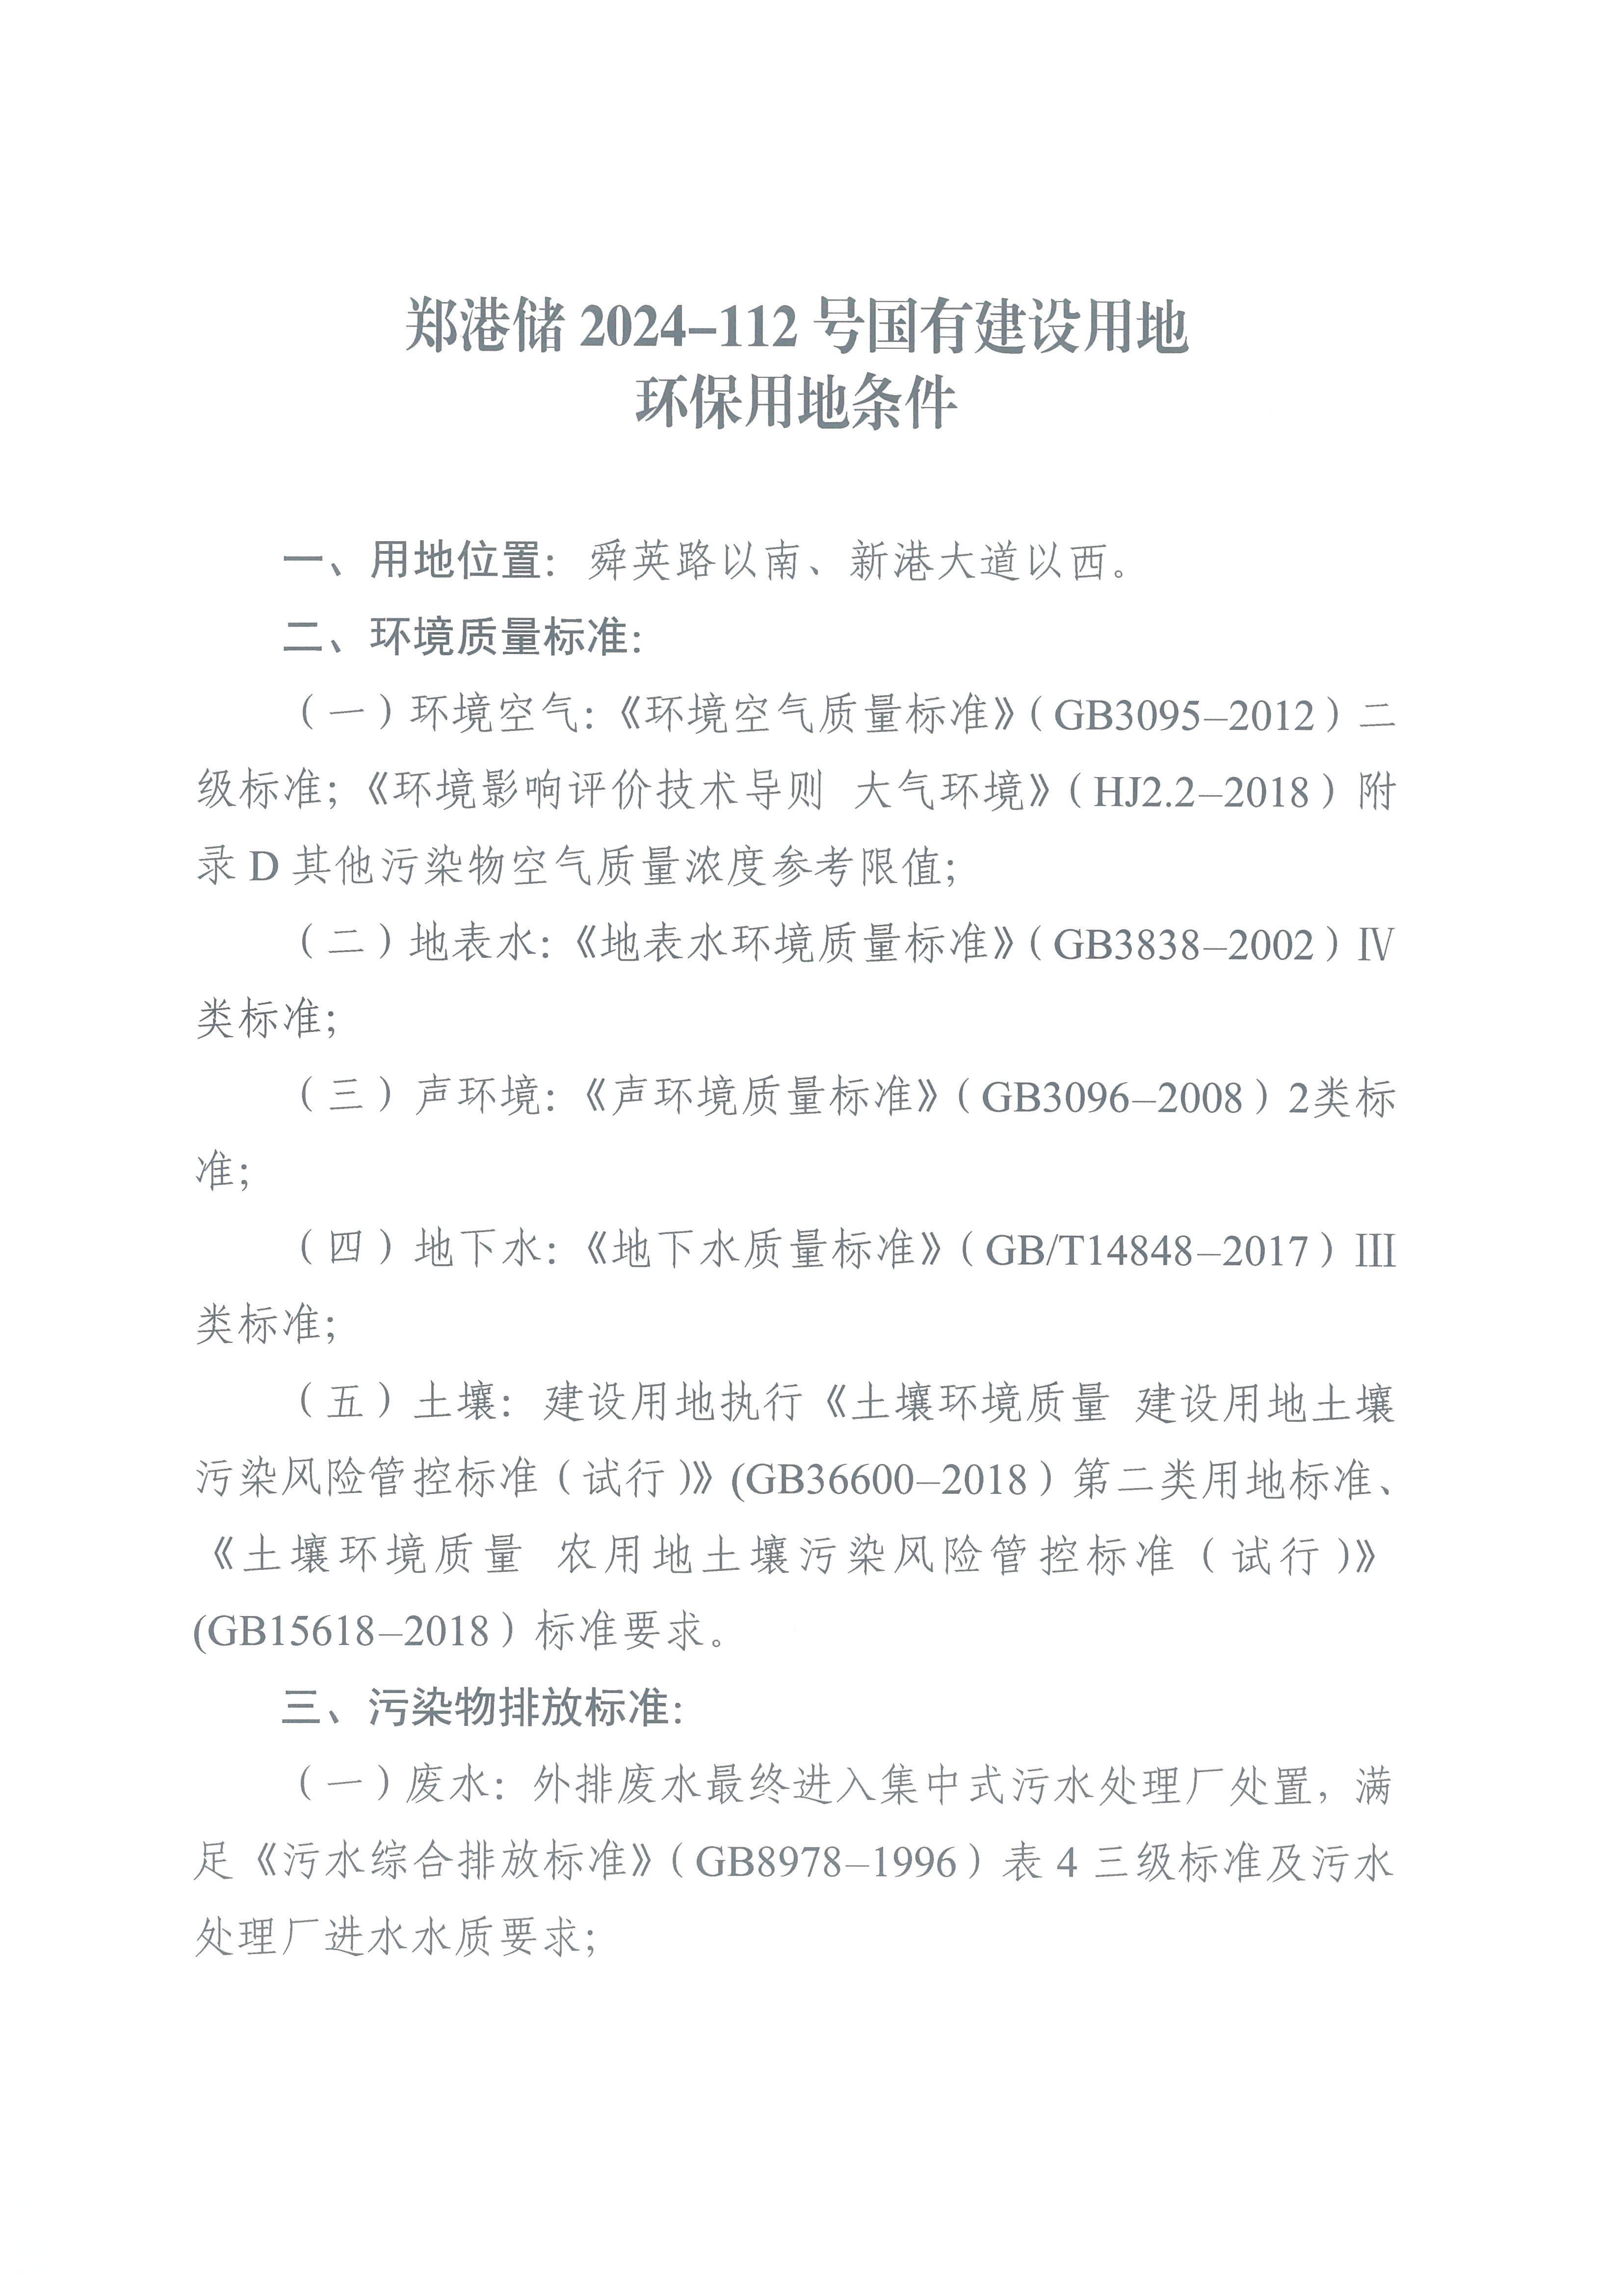 郑港储 2024-112 号国有建设用地
环保用地条件
一、用地位置：舜英路以南、新港大道以西。
二、环境质量标准：
（一）环境空气：《环境空气质量标准》（GB3095-2012）二
级标准；《环境影响评价技术导则 大气环境》（HJ2.2-2018）附
录 D 其他污染物空气质量浓度参考限值；
（二）地表水：《地表水环境质量标准》（GB3838-2002）Ⅳ
类标准；
（三）声环境：《声环境质量标准》（GB3096-2008）2类标
准；
（四）地下水：《地下水质量标准》（GB/T14848-2017）Ⅲ
类标准；
（五）土壤：建设用地执行《土壤环境质量 建设用地土壤
污染风险管控标准（试行）》(GB36600-2018）第二类用地标准、
《土壤环境质量 农用地土壤污染风险管控标准（试行）》
(GB15618-2018）标准要求。
三、污染物排放标准：
（一）废水：外排废水最终进入集中式污水处理厂处置，满
足《污水综合排放标准》（GB8978-1996）表 4 三级标准及污水
处理厂进水水质要求；